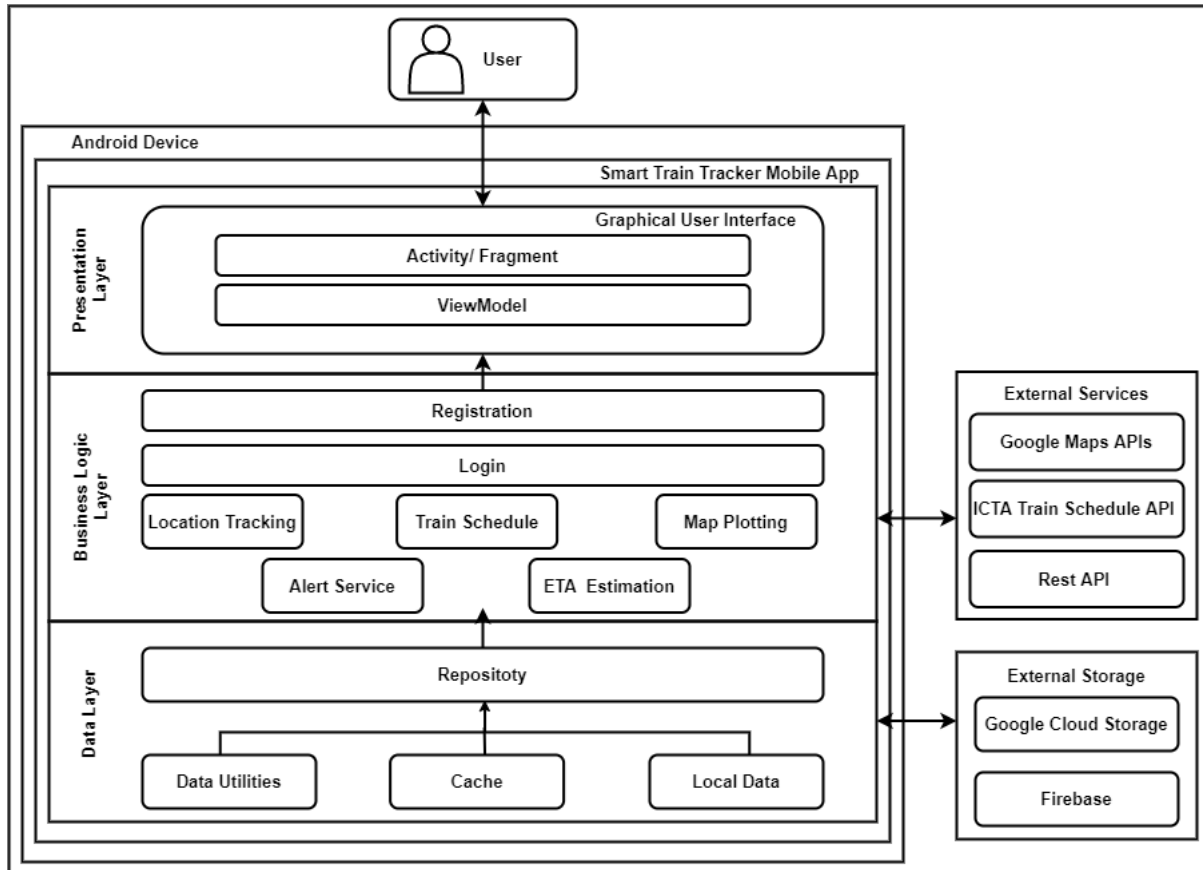 User
Android Device
Smart Train Tracker Mobile App
Presentation
Layer
Graphical User Interface
Activity/ Fragment
ViewModel
Business Logic
Layer
Registration
Login
Location Tracking
Train Schedule
Map Plotting
Alert Service
ETA Estimation
Data Layer
Repositoty
Data Utilities
Cache
Local Data
External Services
Google Maps APIs
ICTA Train Schedule API
Rest API
External Storage
Google Cloud Storage
Firebase